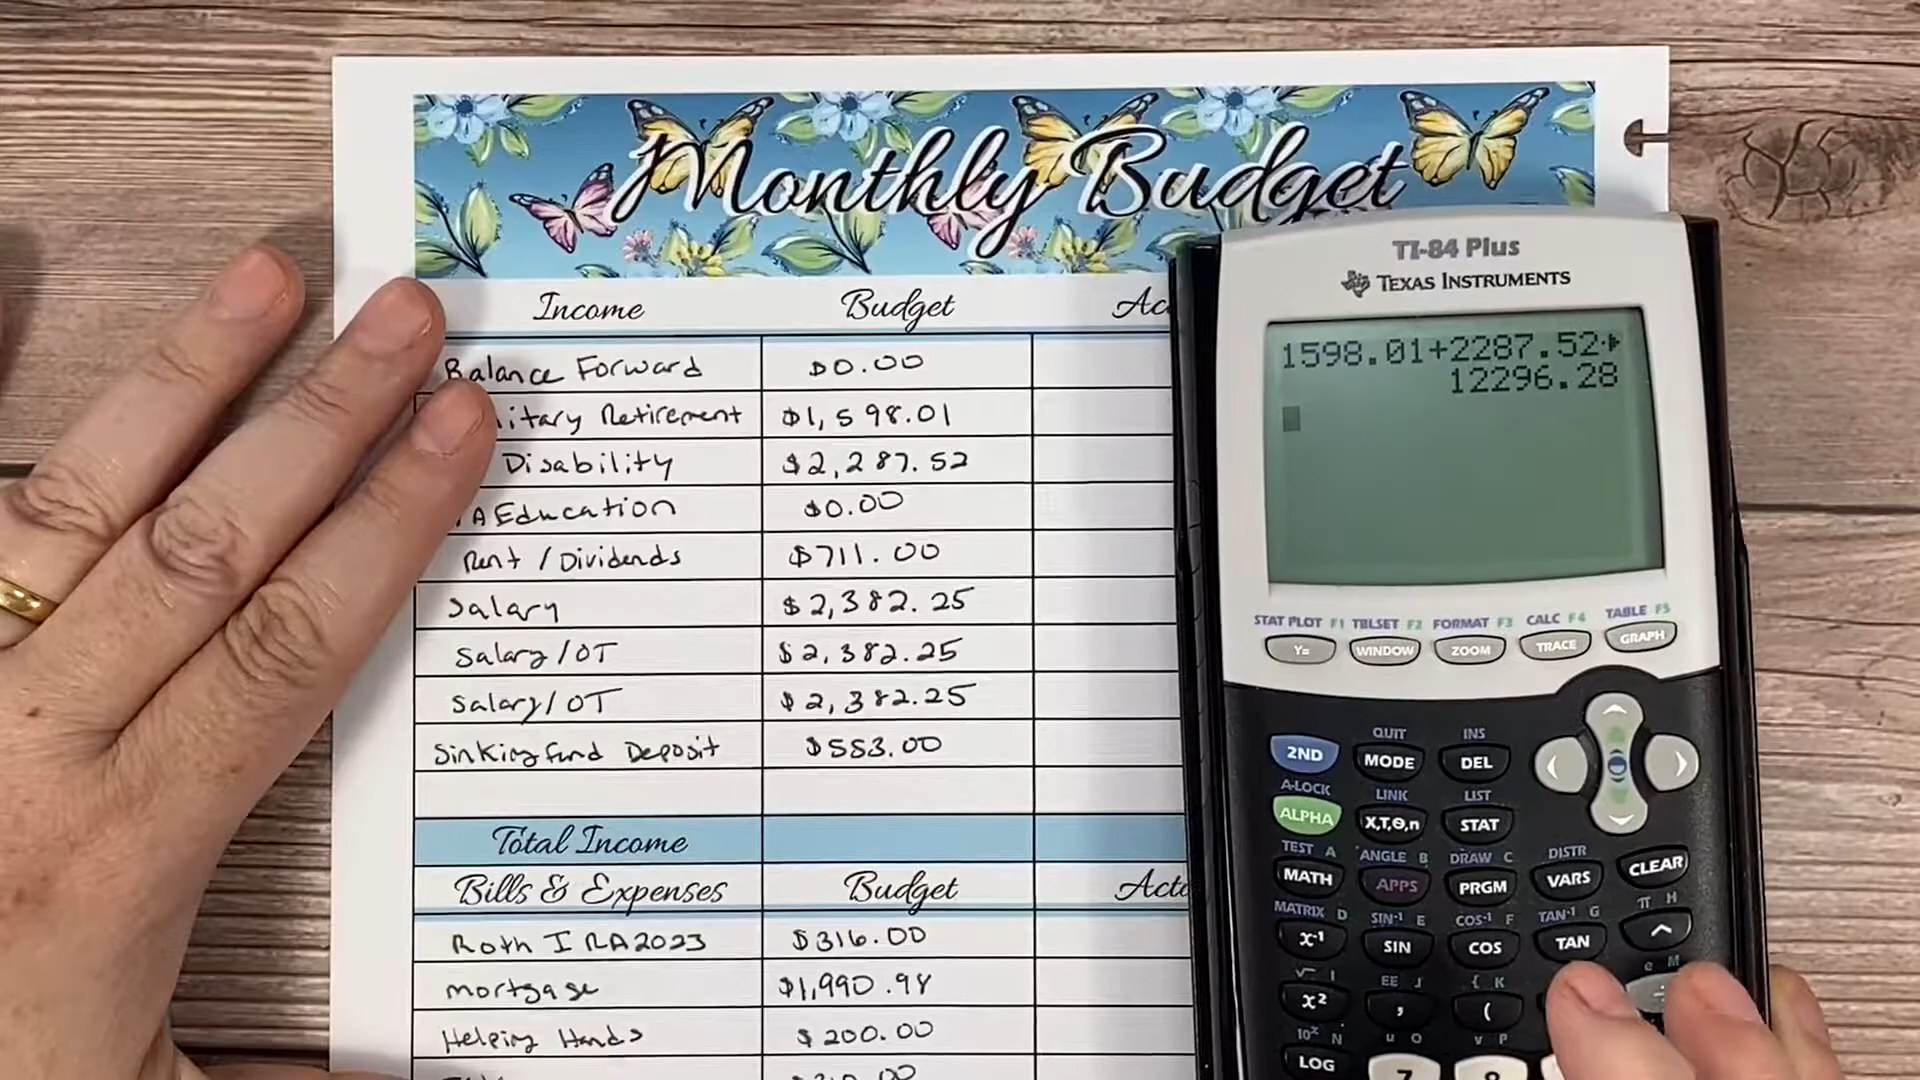 Monthly Budget
Income Budget
Balance Forward $0.00
itary Retirement $1,598.01
Disability $2,287.52
A Education $0.00
Rent / Dividends $711.00
Salary $2,382.25
Salary/OT $2,382.25
Salary/OT $2,382.25
Sinking fund Deposit $553.00
Total Income
Bills & Expenses Budget
Roth IRA 2023 $316.00
mortgage $1,990.98
Helping Hands $200.00
TI-84 Plus
TEXAS INSTRUMENTS
1598.01+2287.52
12296.28
STAT PLOT F1 TBLSET F2 FORMAT F3 CALC F4 TABLE F5
Y= WINDOW ZOOM TRACE GRAPH
QUIT INS
2ND MODE DEL
A-LOCK LINK LIST
ALPHA X,T,Θ,n STAT
TEST A ANGLE B DRAW C DISTR
MATH APPS PRGM VARS CLEAR
MATRIX D SIN⁻¹ E COS⁻¹ F TAN⁻¹ G π H
x⁻¹ SIN COS TAN ^
√ I EE J { K e M
x² , ( ÷
10ˣ N u O v P
LOG 7 8